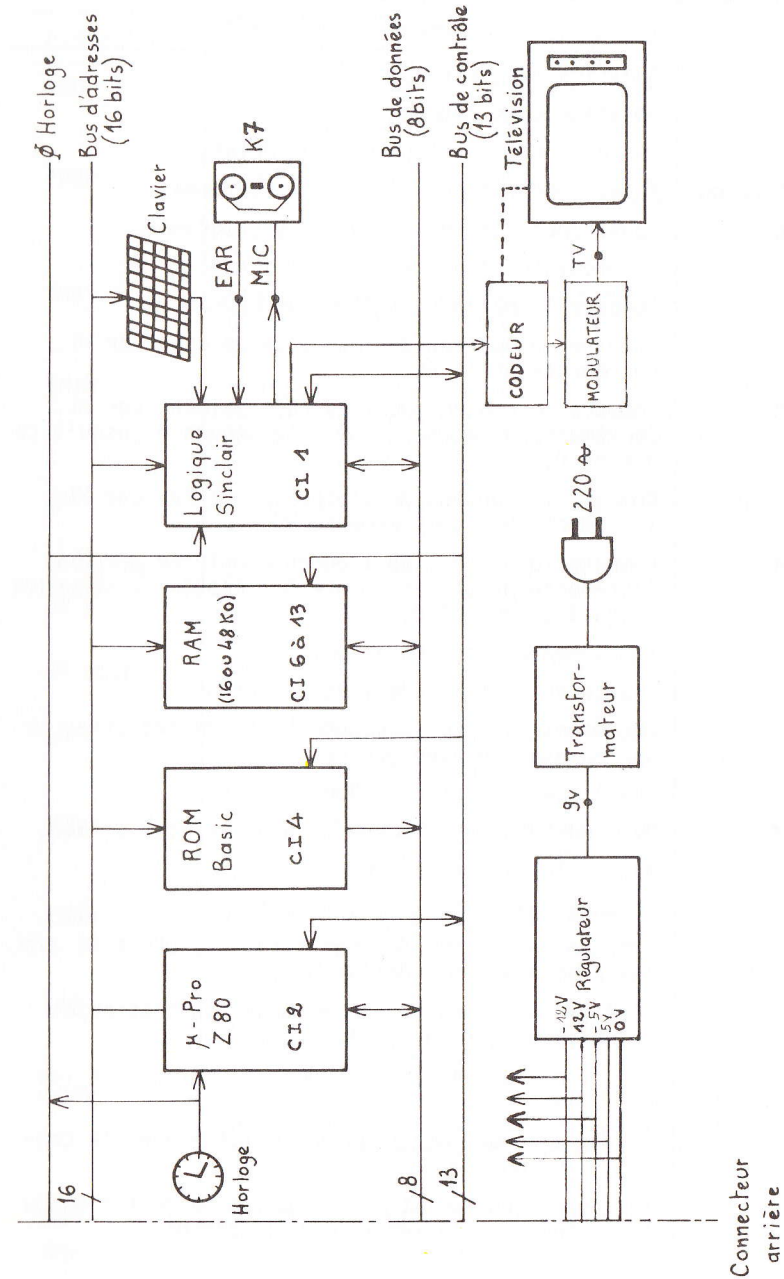 Ø Horloge
Bus d'adresses
(16 bits)
16
Clavier
K7
EAR
MIC
Logique
Sinclair
CI 1
RAM
(16 ou 48 Ko)
CI 6 à 13
ROM
Basic
CI 4
µ-Pro
Z 80
CI 2
Horloge
Bus de données
(8 bits)
8
Bus de contrôle
(13 bits)
13
CODEUR
MODULATEUR
TV
Télévision
220
Transfor-
mateur
9v
Régulateur
-12V
12V
-5V
5V
0V
Connecteur
arrière